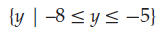 {y | –8 ≤ y ≤ –5}